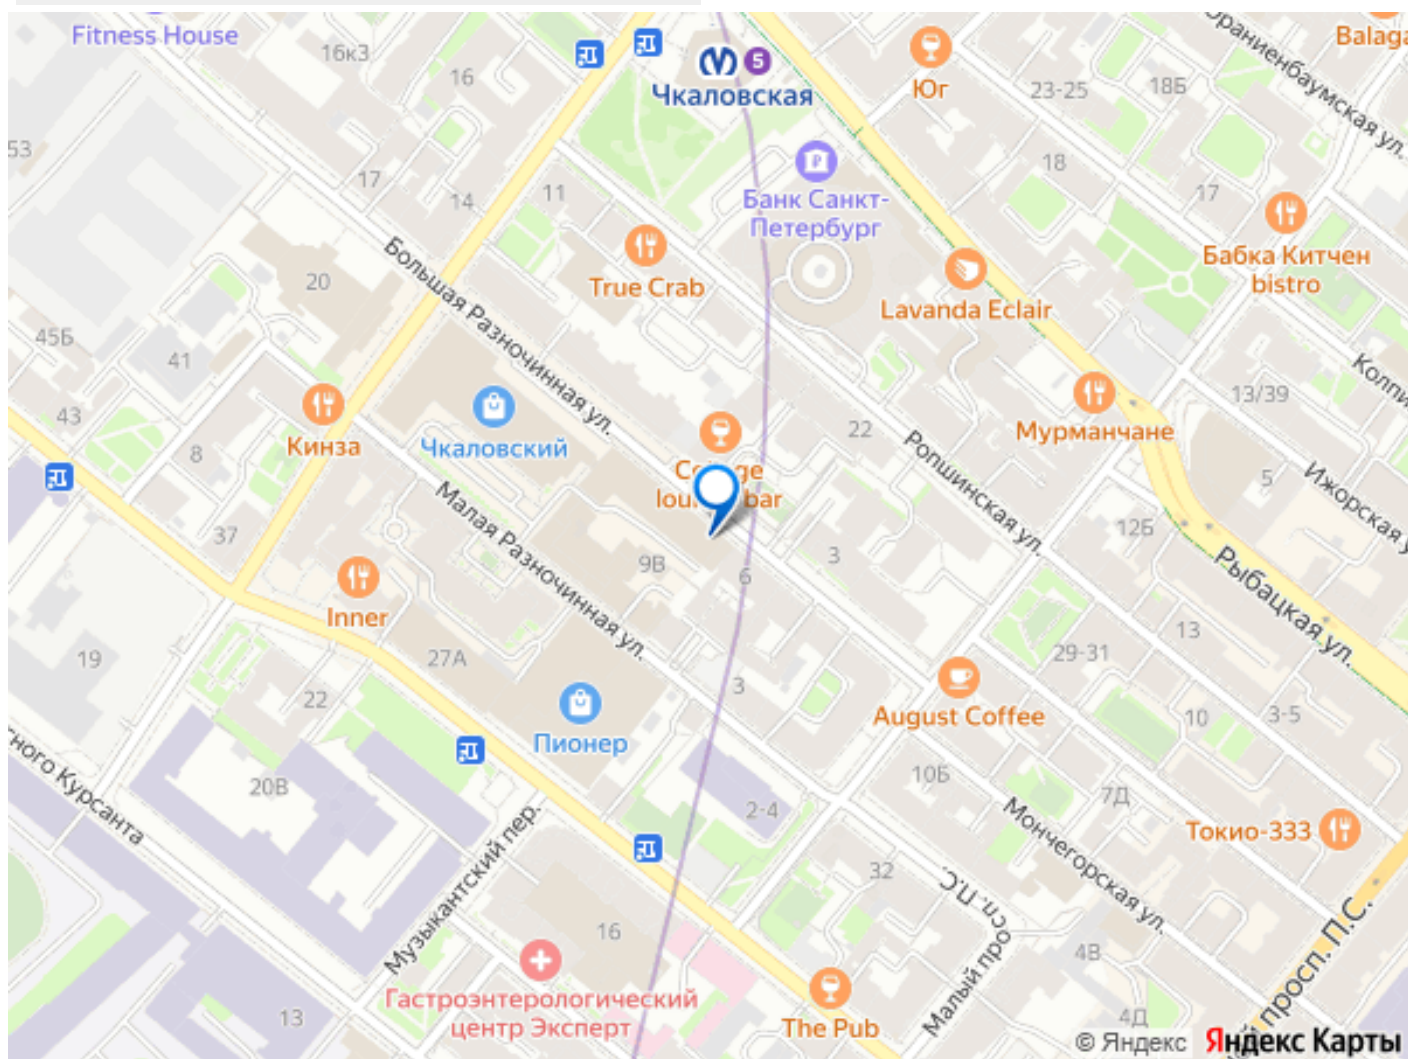 Fitness House
16к3
16
5
Чкаловская
Юг
23-25
18Б
Balaga
Ораниенбаумская ул.
53
17
14
11
Банк Санкт-
Петербург
18
17
Бабка Китчен
bistro
True Crab
Lavanda Eclair
Большая Разночинная ул.
20
45Б
41
43
8
Кинза
Чкаловский
22
Мурманчане
13/39
Колпи
5
Ропшинская ул.
Ижорская у
lou
bar
12Б
Малая Разночинная ул.
37
9В
6
3
Inner
Рыбацкая ул.
13
29-31
19
27А
22
3
August Coffee
10
3-5
Пионер
20В
ного Курсанта
2-4
10Б
7Д
Мончегорская ул.
Токио-333
Музыкантский пер.
32
Малый просп. П.С.
16
4В
й просп. П.С.
Гастроэнтерологический
центр Эксперт
The Pub
13
4Д
© Яндекс
Яндекс Карты